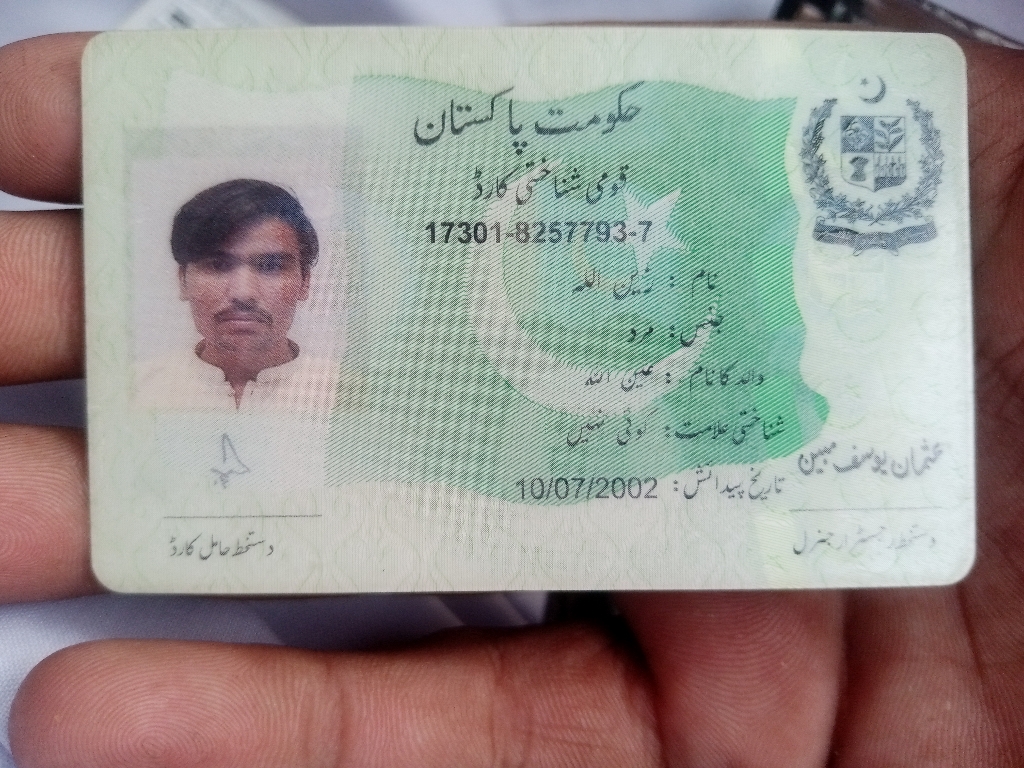 حکومت پاکستان
قومی شناختی کارڈ
17301-8257793-7
نام : زین اللہ
جنس: مرد
والد کا نام : عین اللہ
شناختی علامت: کوئی نہیں
تاریخ پیدائش: 10/07/2002
عثمان یوسف مبین
دستخط حامل کارڈ
دستخط رجسٹرار جنرل